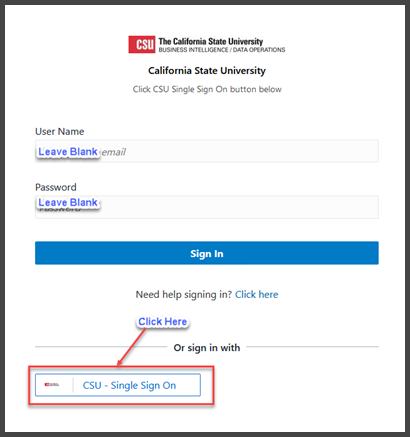 CSU The California State University
BUSINESS INTELLIGENCE / DATA OPERATIONS
California State University
Click CSU Single Sign On button below
User Name
Leave Blank email
Password
Leave Blank
Sign In
Need help signing in? Click here
Click Here
Or sign in with
CSU - Single Sign On